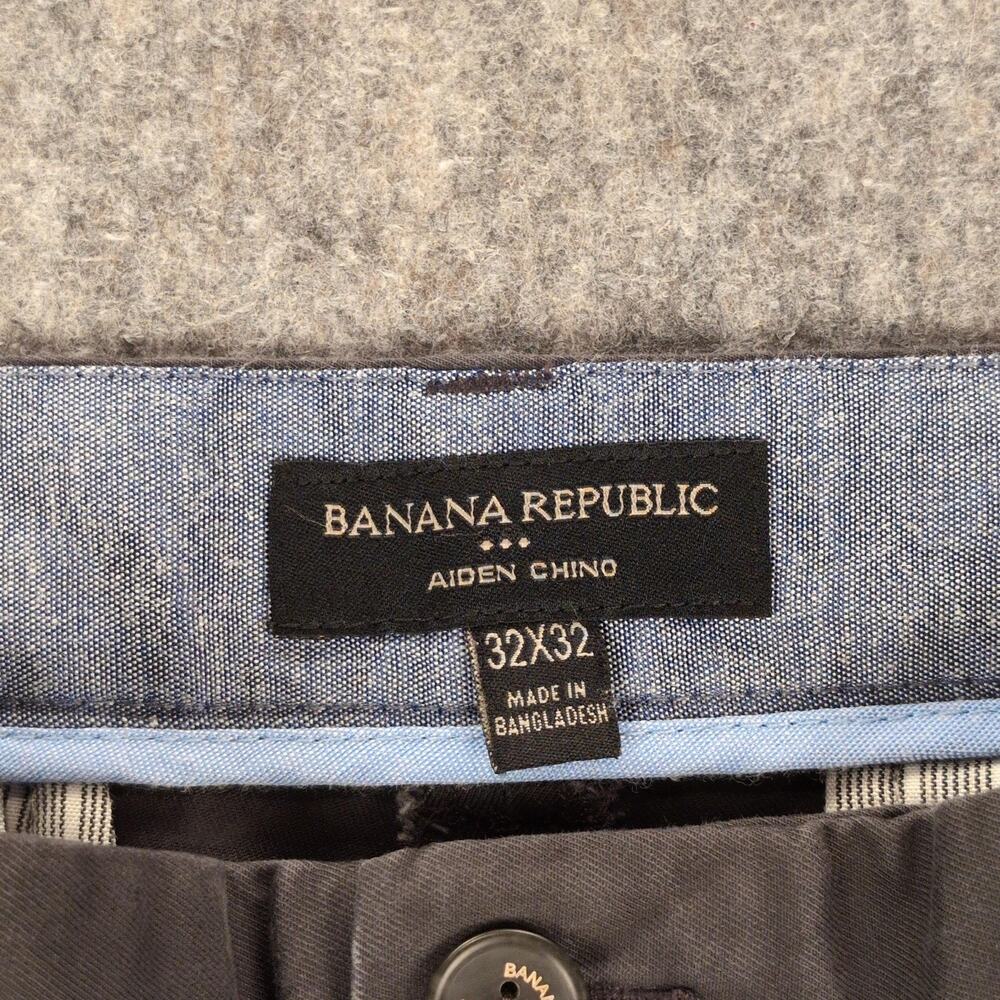 BANANA REPUBLIC
AIDEN CHINO
32X32
MADE IN
BANGLADESH